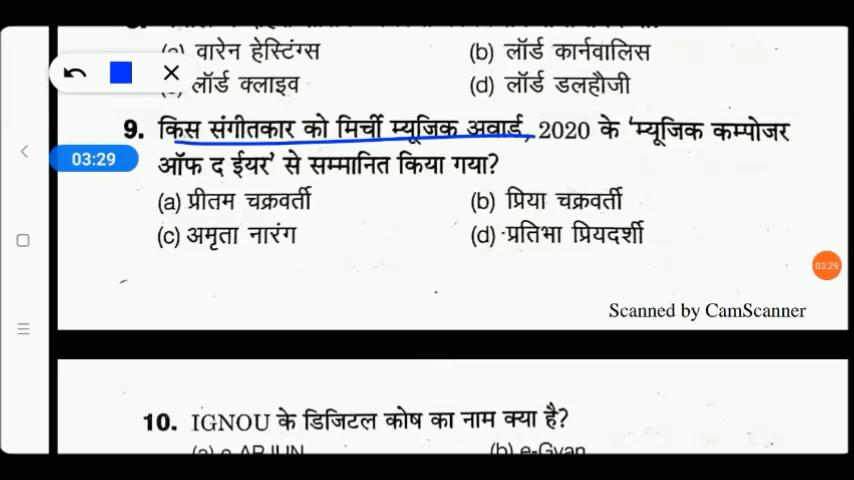 (a) वारेन हेस्टिंग्स (b) लॉर्ड कार्नवालिस
लॉर्ड क्लाइव (d) लॉर्ड डलहौजी
9. किस संगीतकार को मिर्ची म्यूजिक अवार्ड, 2020 के 'म्यूजिक कम्पोजर
03:29
ऑफ द ईयर' से सम्मानित किया गया?
(a) प्रीतम चक्रवर्ती (b) प्रिया चक्रवर्ती
(c) अमृता नारंग (d) प्रतिभा प्रियदर्शी
03:29
Scanned by CamScanner
10. IGNOU के डिजिटल कोष का नाम क्या है?
(b) e-Gyan